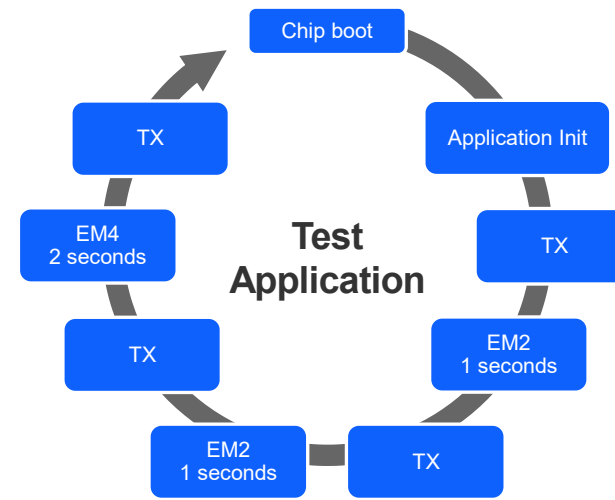 Chip boot
Application Init
TX
EM2
1 seconds
TX
EM2
1 seconds
TX
EM4
2 seconds
TX
Test
Application